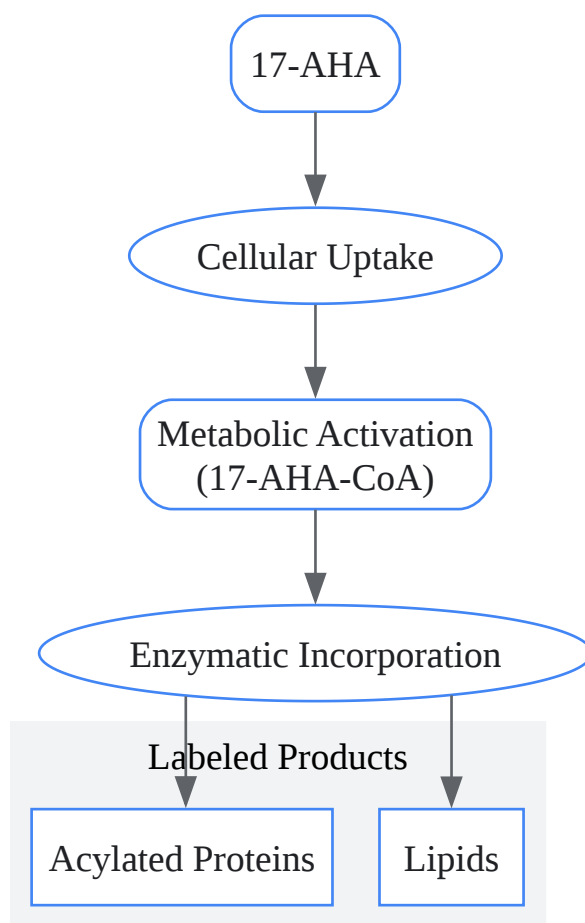 17-AHA
Cellular Uptake
Metabolic Activation
(17-AHA-CoA)
Enzymatic Incorporation
Labeled Products
Acylated Proteins
Lipids